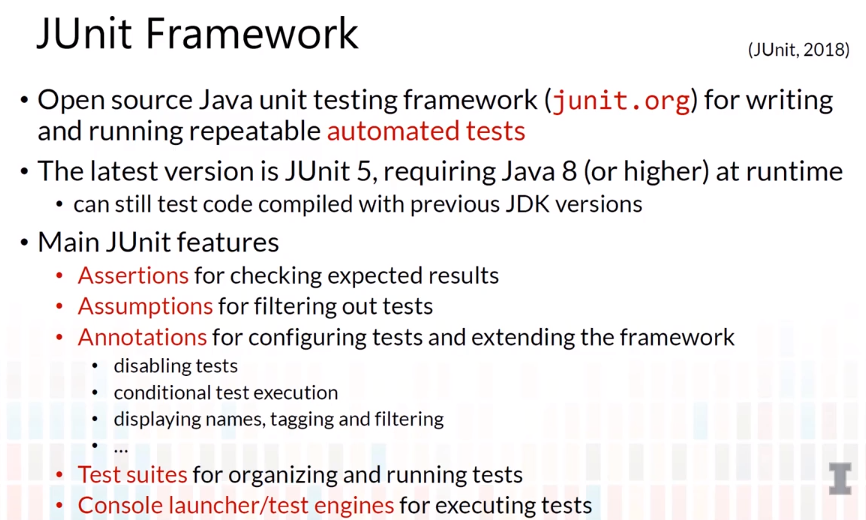 JUnit Framework
(JUnit, 2018)
• Open source Java unit testing framework (junit.org) for writing
and running repeatable automated tests
• The latest version is JUnit 5, requiring Java 8 (or higher) at runtime
• can still test code compiled with previous JDK versions
• Main JUnit features
• Assertions for checking expected results
• Assumptions for filtering out tests
• Annotations for configuring tests and extending the framework
• disabling tests
• conditional test execution
• displaying names, tagging and filtering
• ...
• Test suites for organizing and running tests
• Console launcher/test engines for executing tests
I